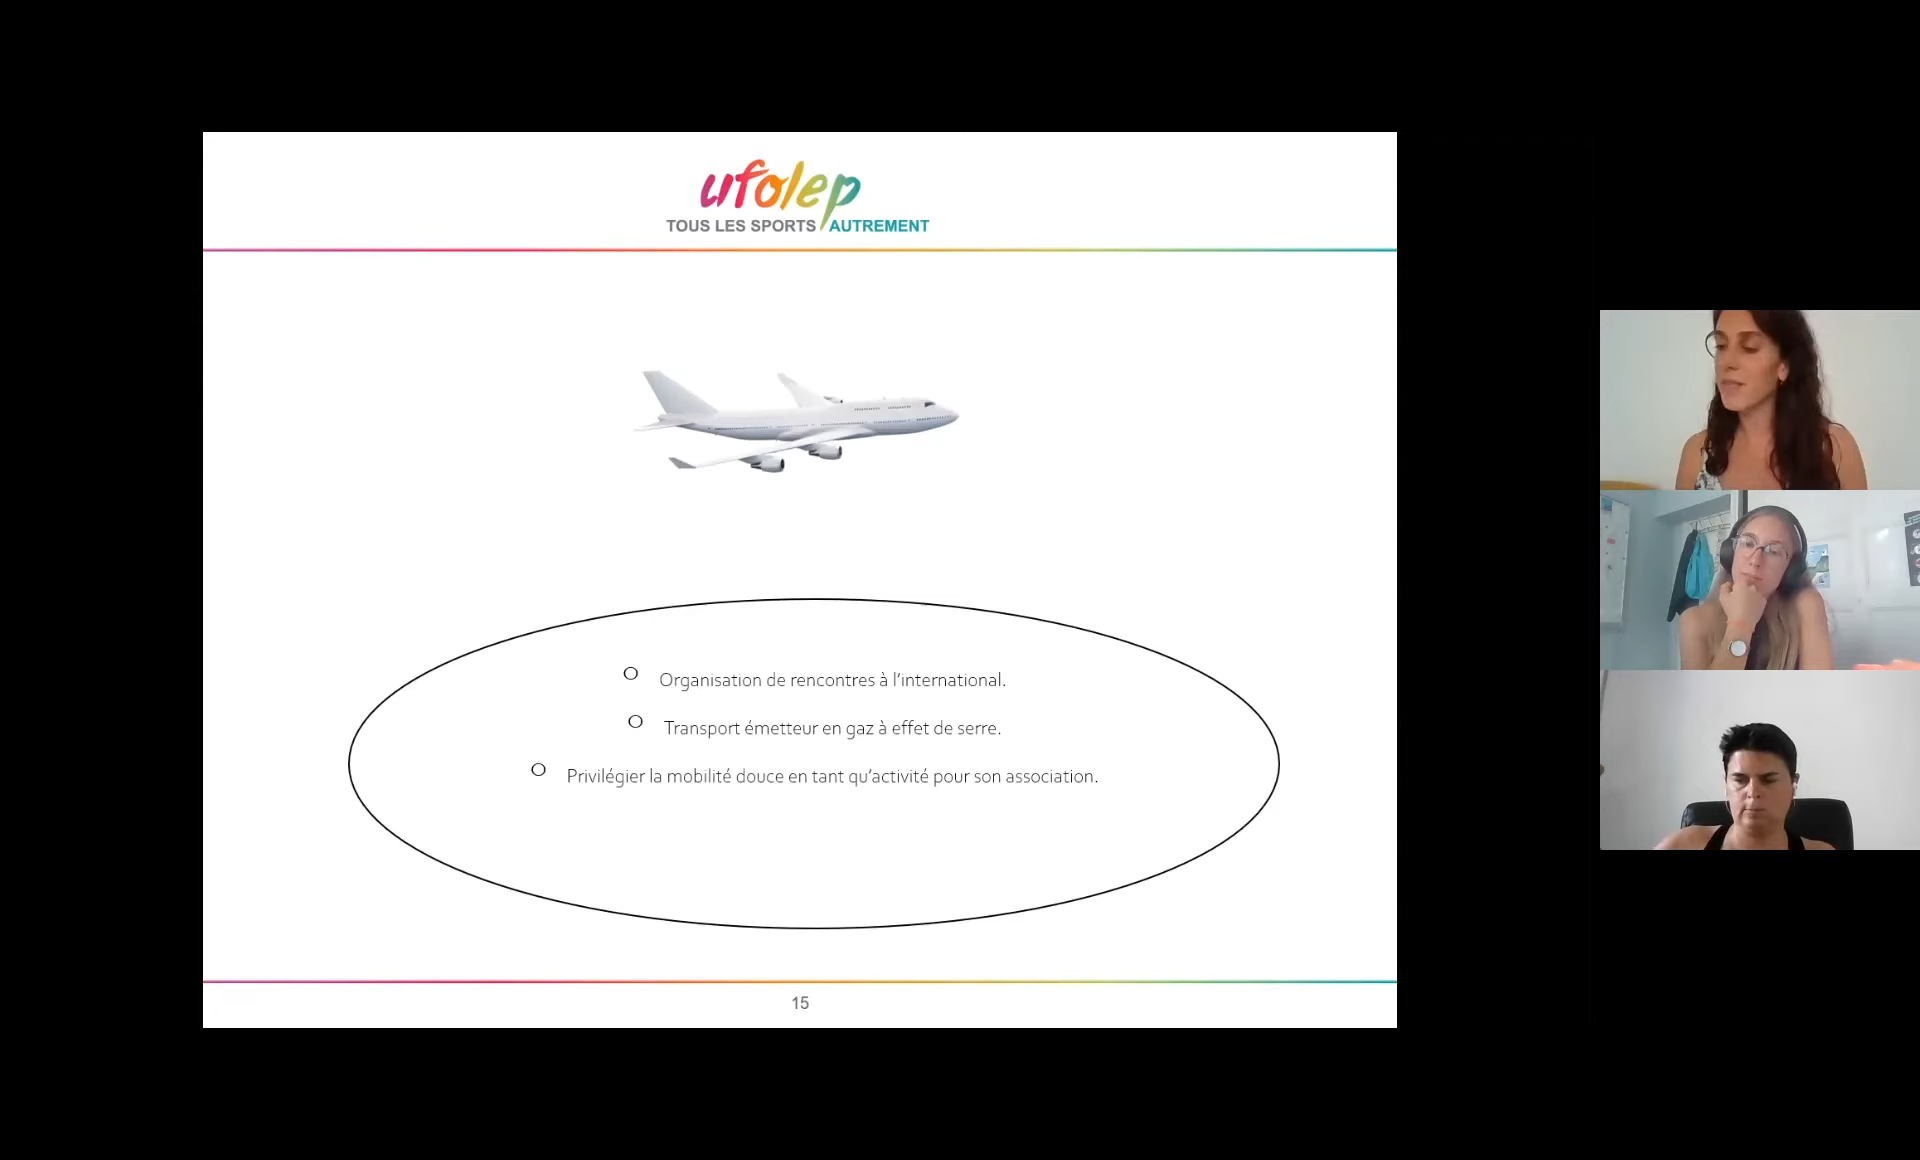 ufolep
TOUS LES SPORTS AUTREMENT
Organisation de rencontres à l'international.
Transport émetteur en gaz à effet de serre.
Privilégier la mobilité douce en tant qu'activité pour son association.
15